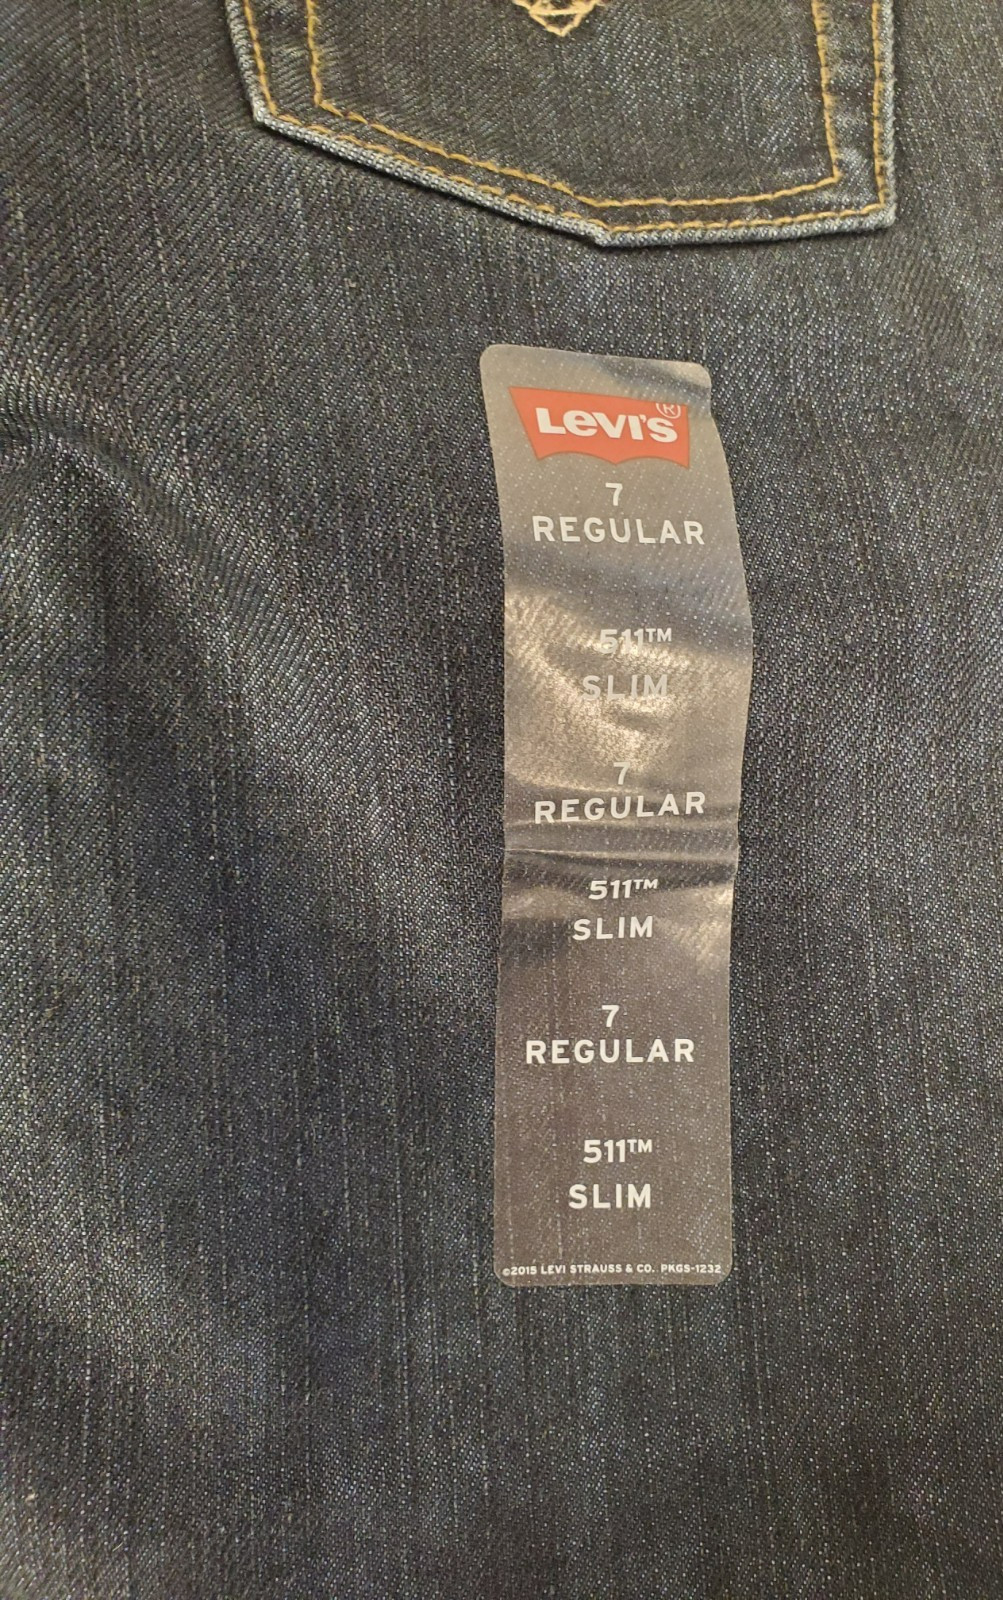 LEVI'S®
7
REGULAR
511™
SLIM
7
REGULAR
511™
SLIM
7
REGULAR
511™
SLIM
©2015 LEVI STRAUSS & CO. PKGS-1232